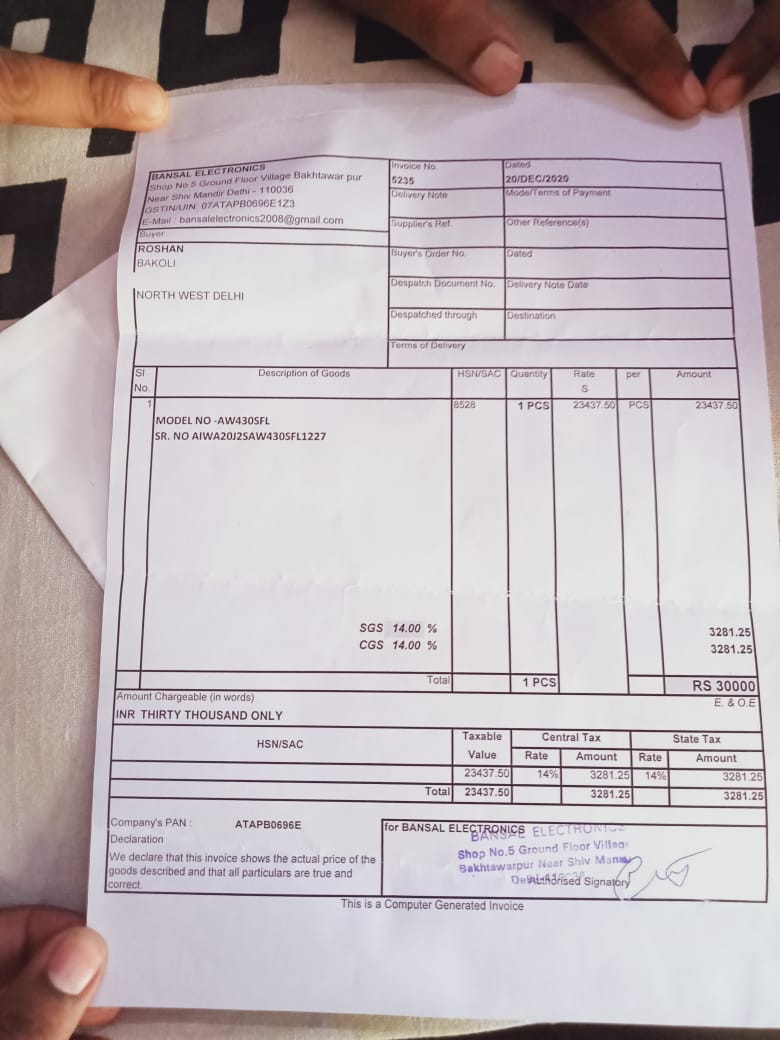 BANSAL ELECTRONICS
Shop No 5 Ground Floor Village Bakhtawar pur
Near Shiv Mandir Delhi - 110036
GSTIN/UIN: 07ATAPB0696E1Z3
E-Mail : bansalelectronics2008@gmail.com
Buyer
ROSHAN
BAKOLI
NORTH WEST DELHI
Invoice No. Dated
6235 20/DEC/2020
Delivery Note Mode/Terms of Payment
Supplier's Ref. Other Reference(s)
Buyer's Order No. Dated
Despatch Document No. Delivery Note Date
Despatched through Destination
Terms of Delivery
SI No. Description of Goods HSN/SAC Quantity Rate S per Amount
1 8528 1 PCS 23437.50 PCS 23437.50
MODEL NO -AW430SFL
SR. NO AIWA20J2SAW430SFL1227
SGS 14.00 % 3281.25
CGS 14.00 % 3281.25
Total 1 PCS RS 30000
Amount Chargeable (in words) E. & O.E
INR THIRTY THOUSAND ONLY
HSN/SAC Taxable Value Central Tax State Tax
Rate Amount Rate Amount
23437.50 14% 3281.25 14% 3281.25
Total 23437.50 3281.25 3281.25
Company's PAN : ATAPB0696E
Declaration
We declare that this invoice shows the actual price of the
goods described and that all particulars are true and
correct.
for BANSAL ELECTRONICS
BANSAL ELECTRONICS
Shop No.5 Ground Floor Village
Bakhtawarpur Near Shiv
Authorised Signatory
This is a Computer Generated Invoice